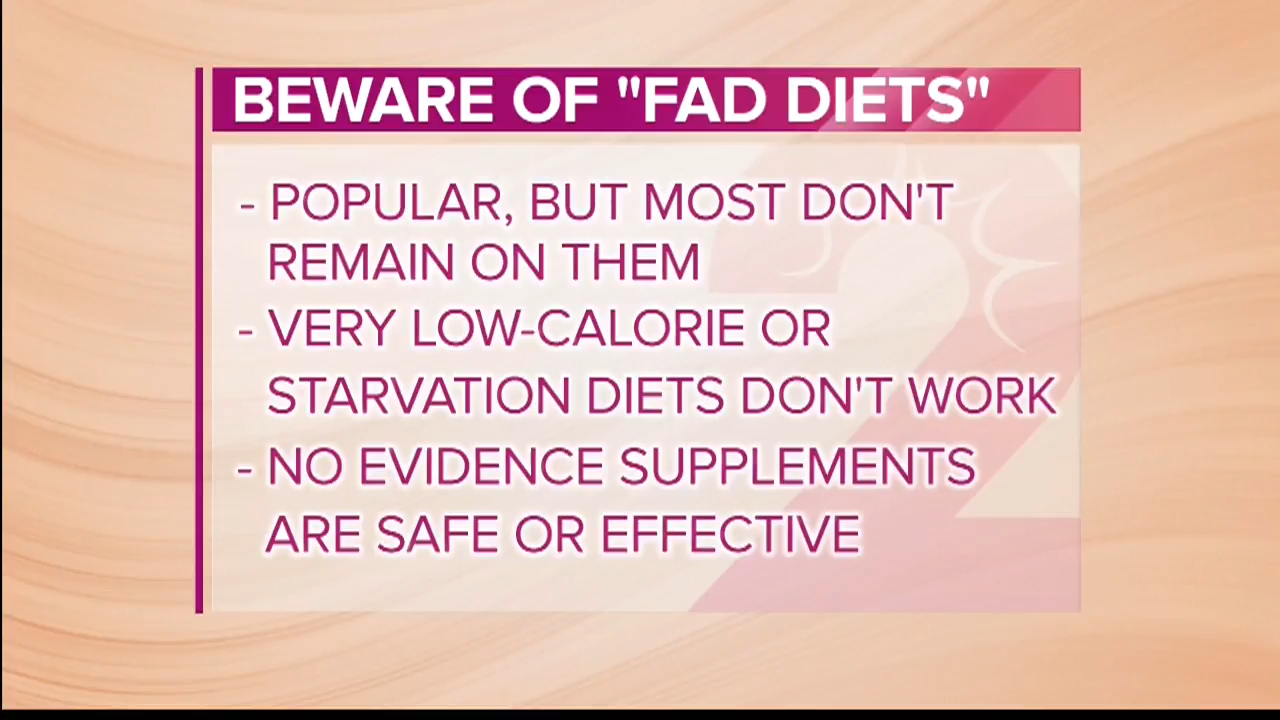 BEWARE OF "FAD DIETS"
- POPULAR, BUT MOST DON'T
REMAIN ON THEM
- VERY LOW-CALORIE OR
STARVATION DIETS DON'T WORK
- NO EVIDENCE SUPPLEMENTS
ARE SAFE OR EFFECTIVE
2